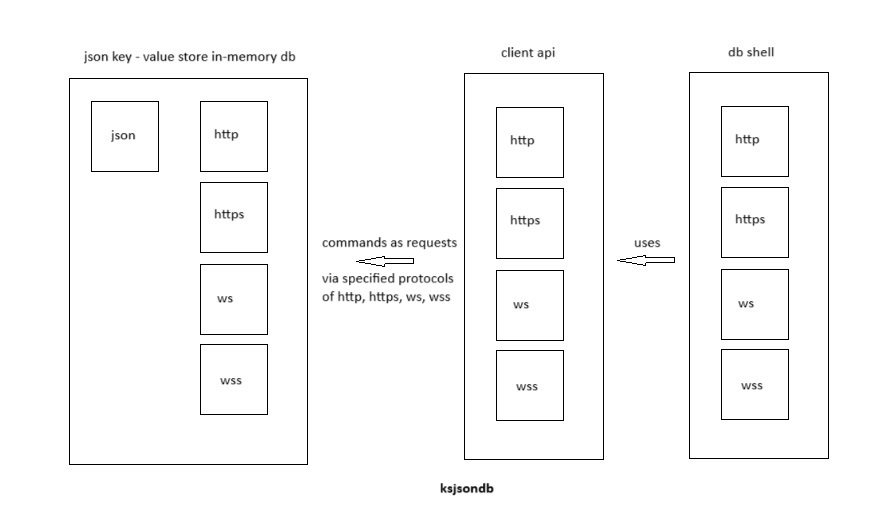 json key - value store in-memory db
json
http
https
ws
wss
commands as requests
via specified protocols
of http, https, ws, wss
client api
http
https
ws
wss
uses
db shell
http
https
ws
wss
ksjsondb